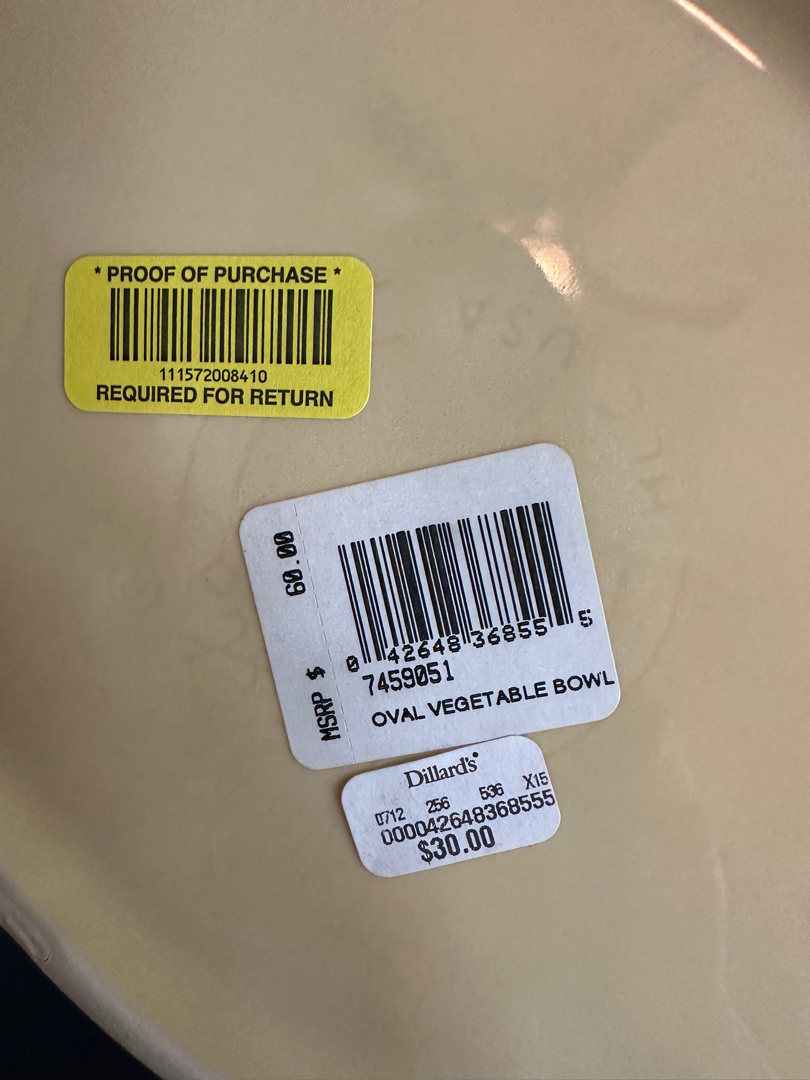 * PROOF OF PURCHASE *
111572008410
REQUIRED FOR RETURN
MSRP $ 60.00
0 42648 36855 5
7459051
OVAL VEGETABLE BOWL
Dillard's
0712 256 536 X15
000042648368555
$30.00
USA